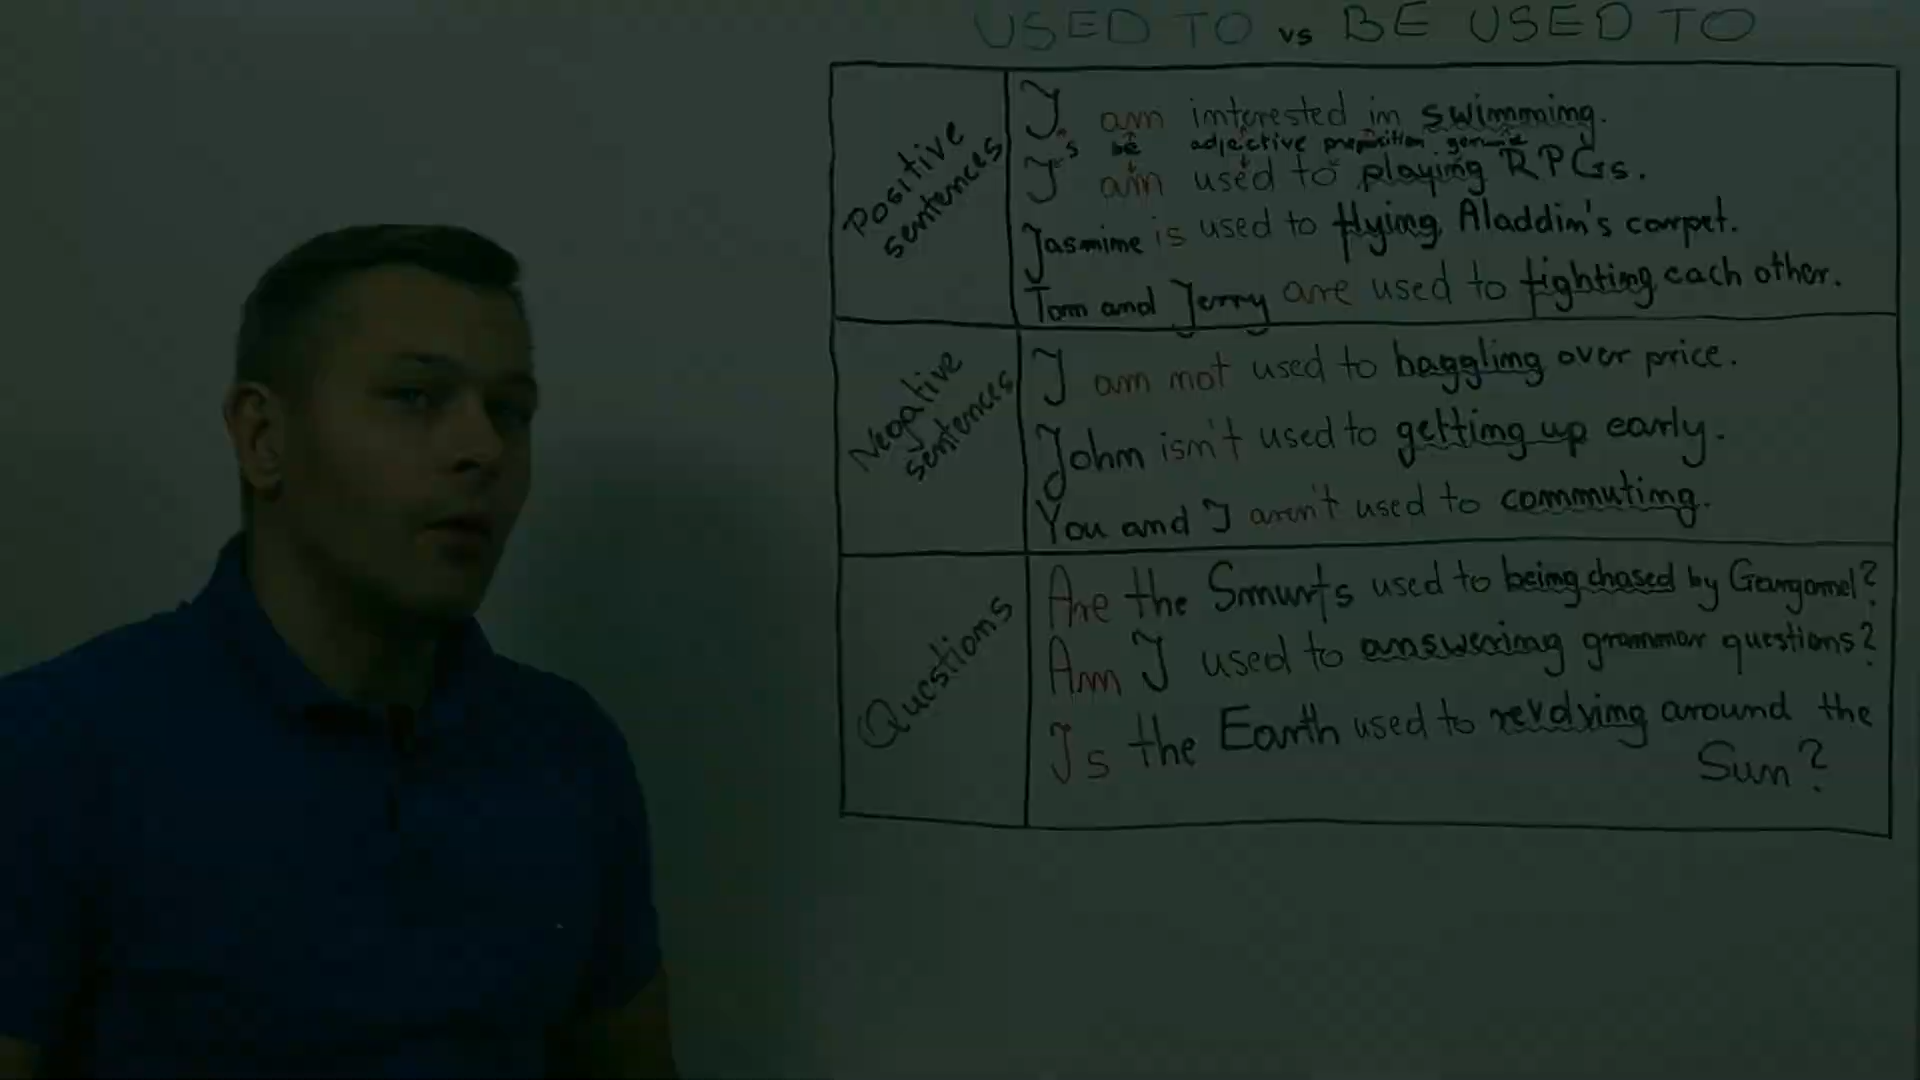 USED TO vs BE USED TO
Positive sentences
I am interested in swimming.
s be adjective preposition gerund
I am used to playing RPGs.
Jasmine is used to flying Aladdin's carpet.
Tom and Jerry are used to fighting each other.
Negative sentences
I am not used to haggling over price.
John isn't used to getting up early.
You and I aren't used to commuting.
Questions
Are the Smurfs used to being chased by Gargamel?
Am I used to answering grammar questions?
Is the Earth used to revolving around the
Sun?